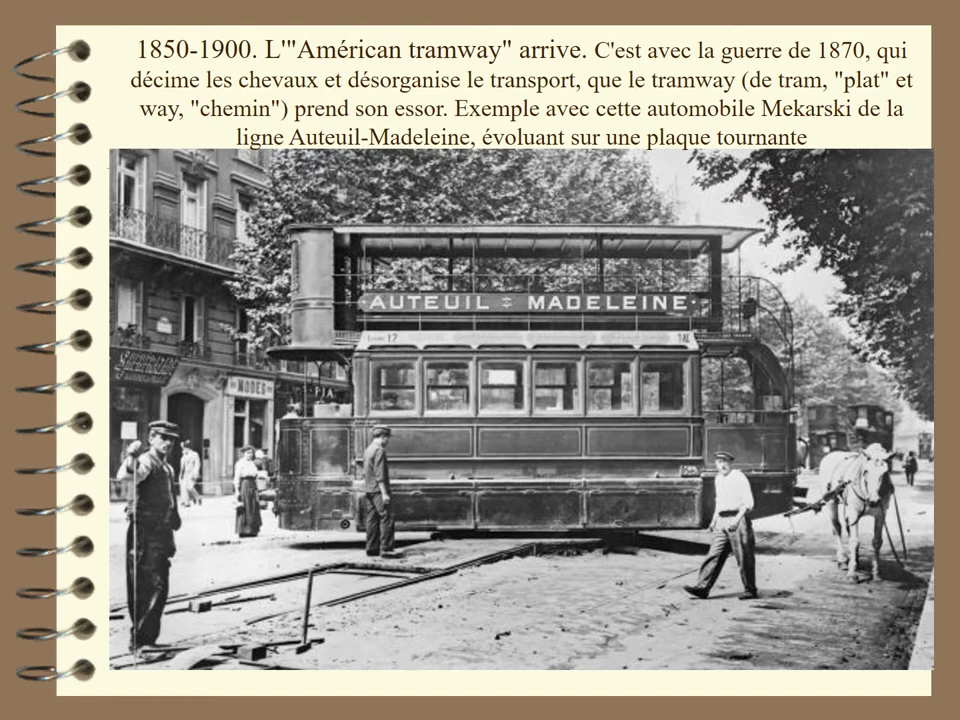 1850-1900. L'"Américan tramway" arrive. C'est avec la guerre de 1870, qui
décime les chevaux et désorganise le transport, que le tramway (de tram, "plat" et
way, "chemin") prend son essor. Exemple avec cette automobile Mekarski de la
ligne Auteuil-Madeleine, évoluant sur une plaque tournante
AUTEUIL MADELEINE
17
MODES